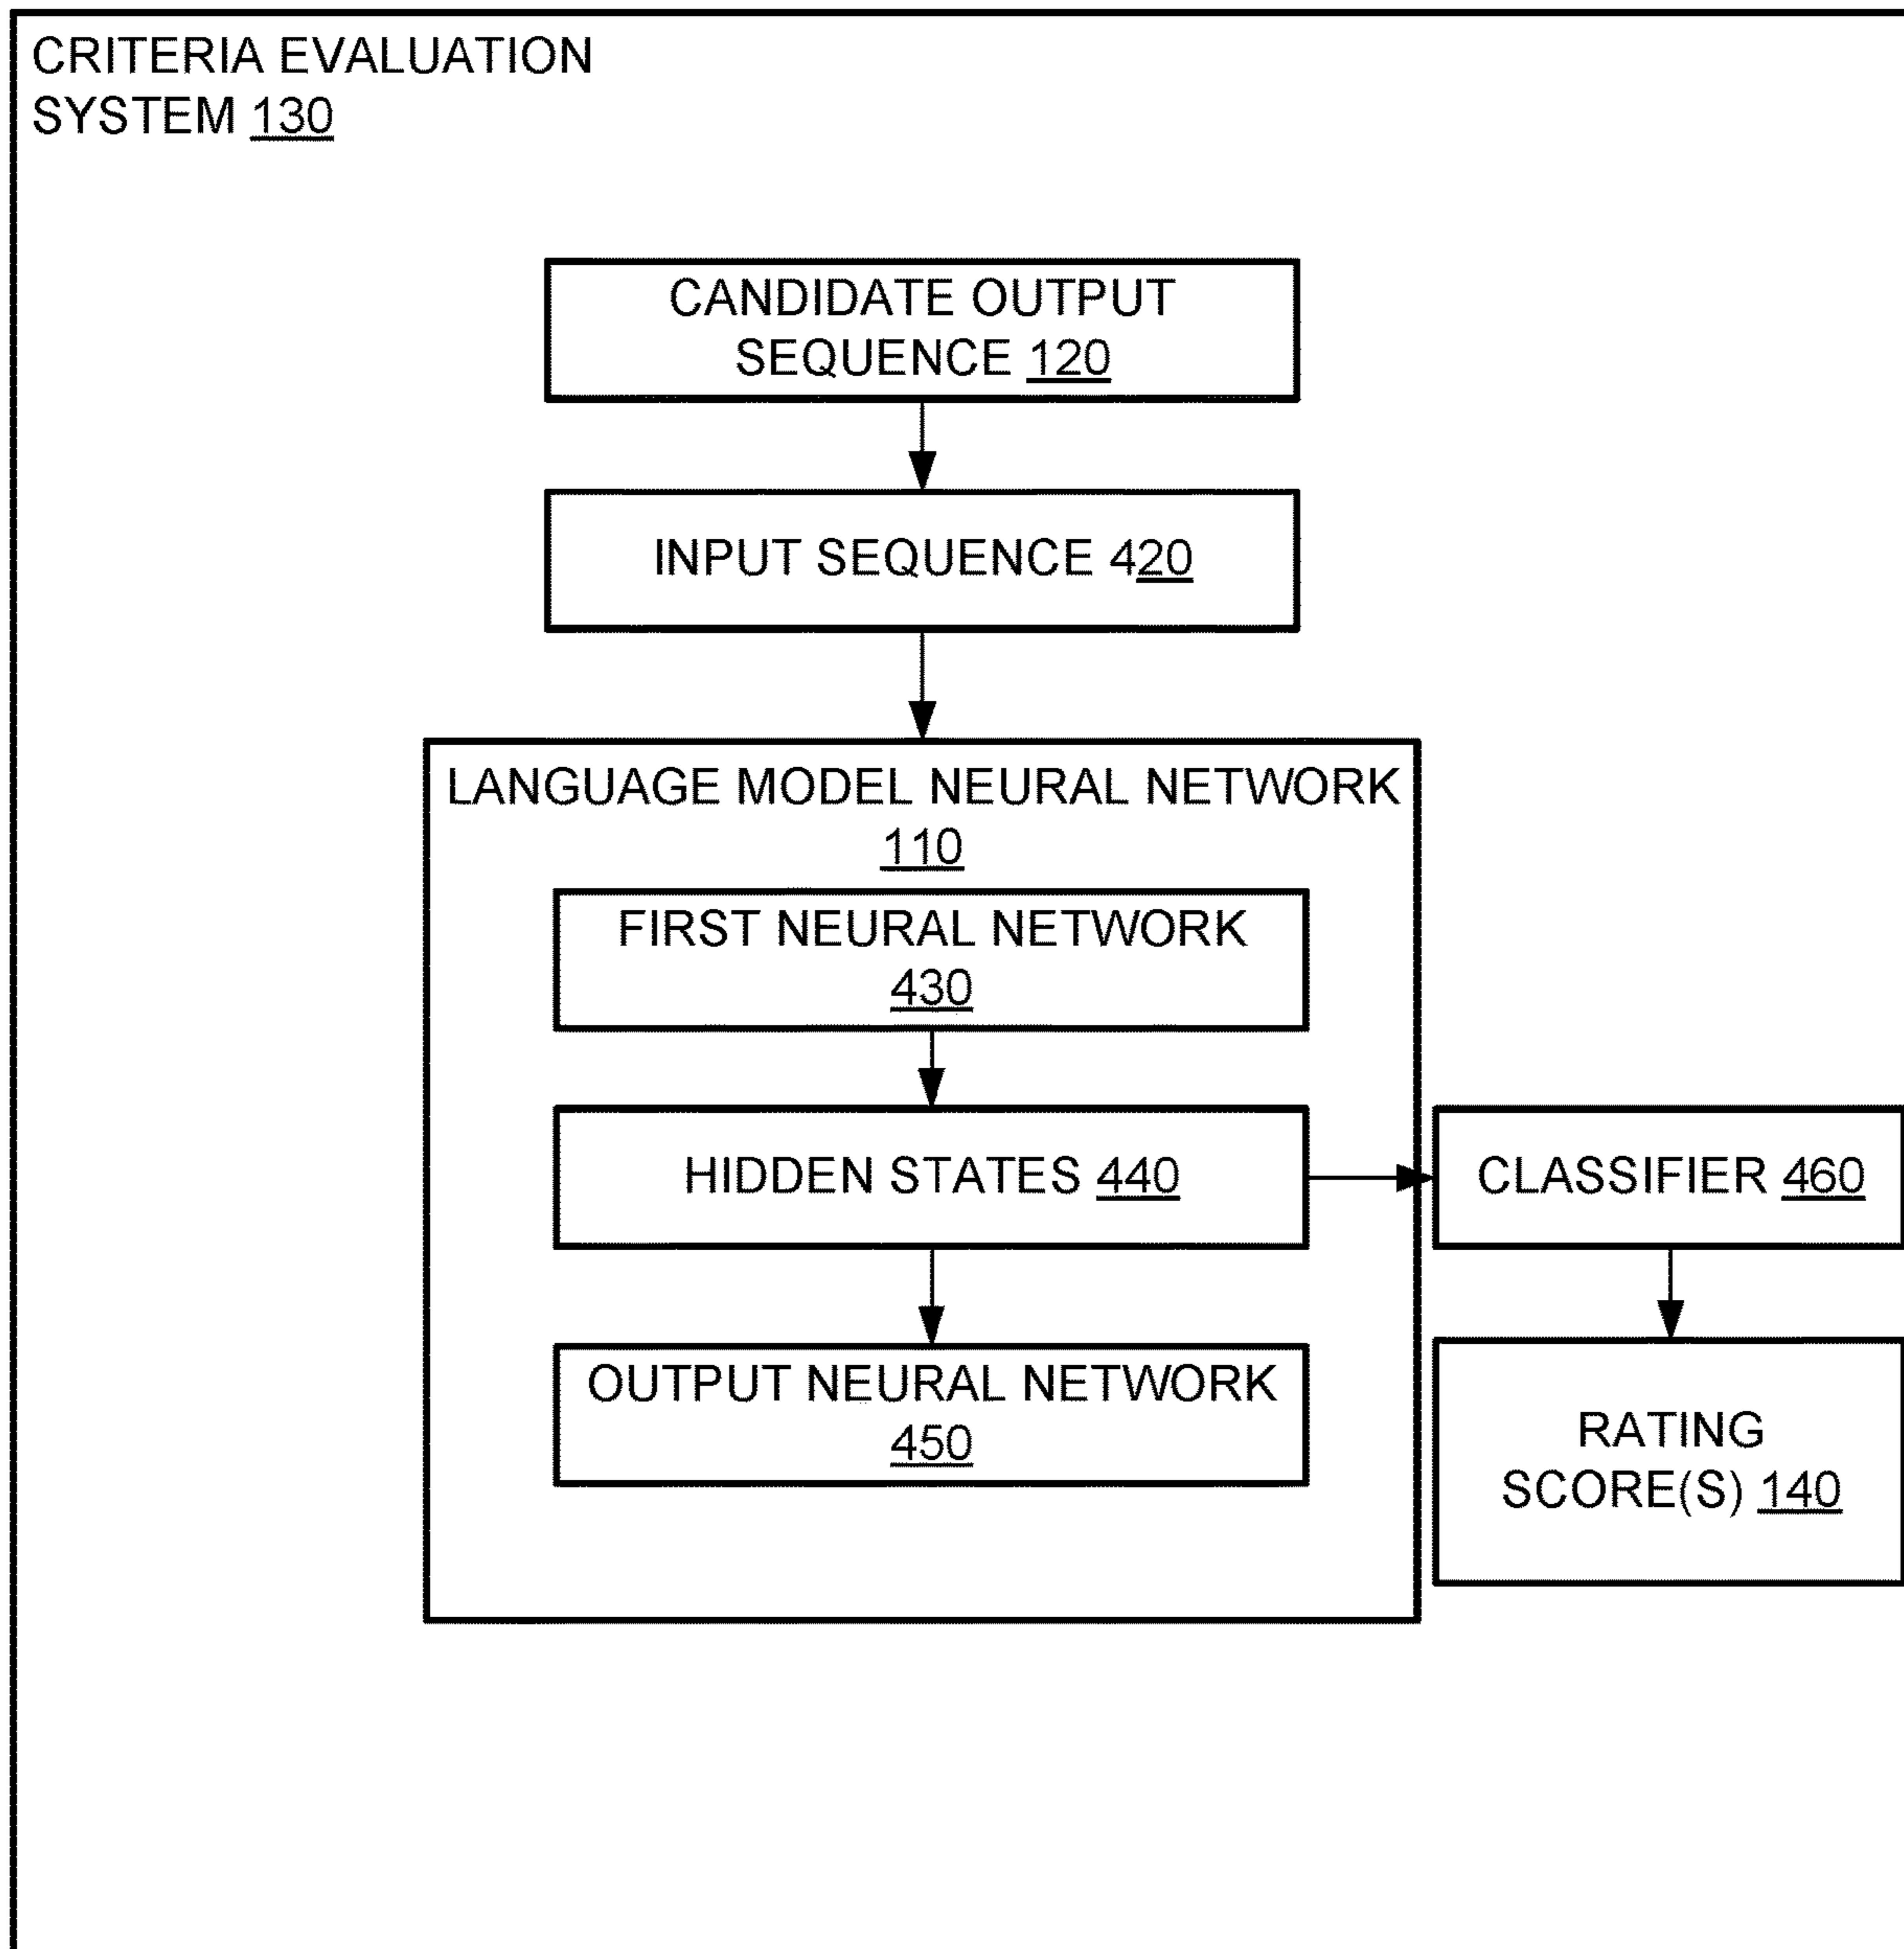 CRITERIA EVALUATION
SYSTEM 130
CANDIDATE OUTPUT
SEQUENCE 120
INPUT SEQUENCE 420
LANGUAGE MODEL NEURAL NETWORK
110
FIRST NEURAL NETWORK
430
HIDDEN STATES 440
CLASSIFIER 460
OUTPUT NEURAL NETWORK
450
RATING
SCORE(S) 140